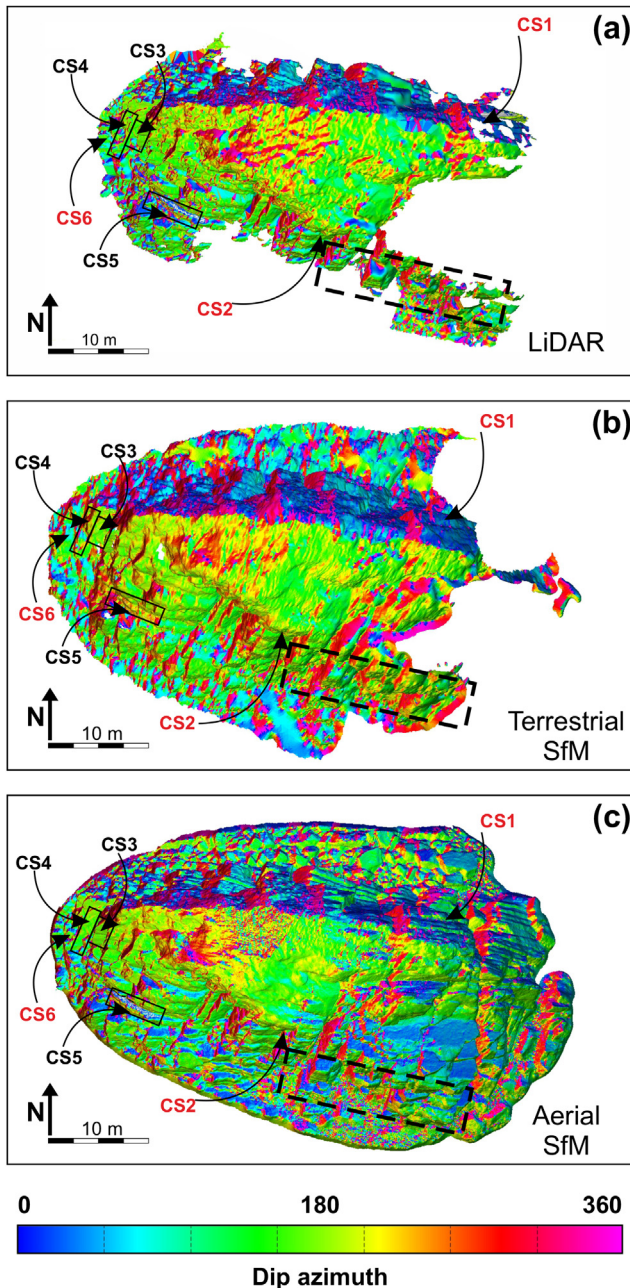 (a)
CS1
CS3
CS4
CS6
CS5
CS2
N
10 m
LiDAR
(b)
CS1
CS3
CS4
CS6
CS5
CS2
N
10 m
Terrestrial
SfM
(c)
CS1
CS3
CS4
CS6
CS5
CS2
N
10 m
Aerial
SfM
0 180 360
Dip azimuth